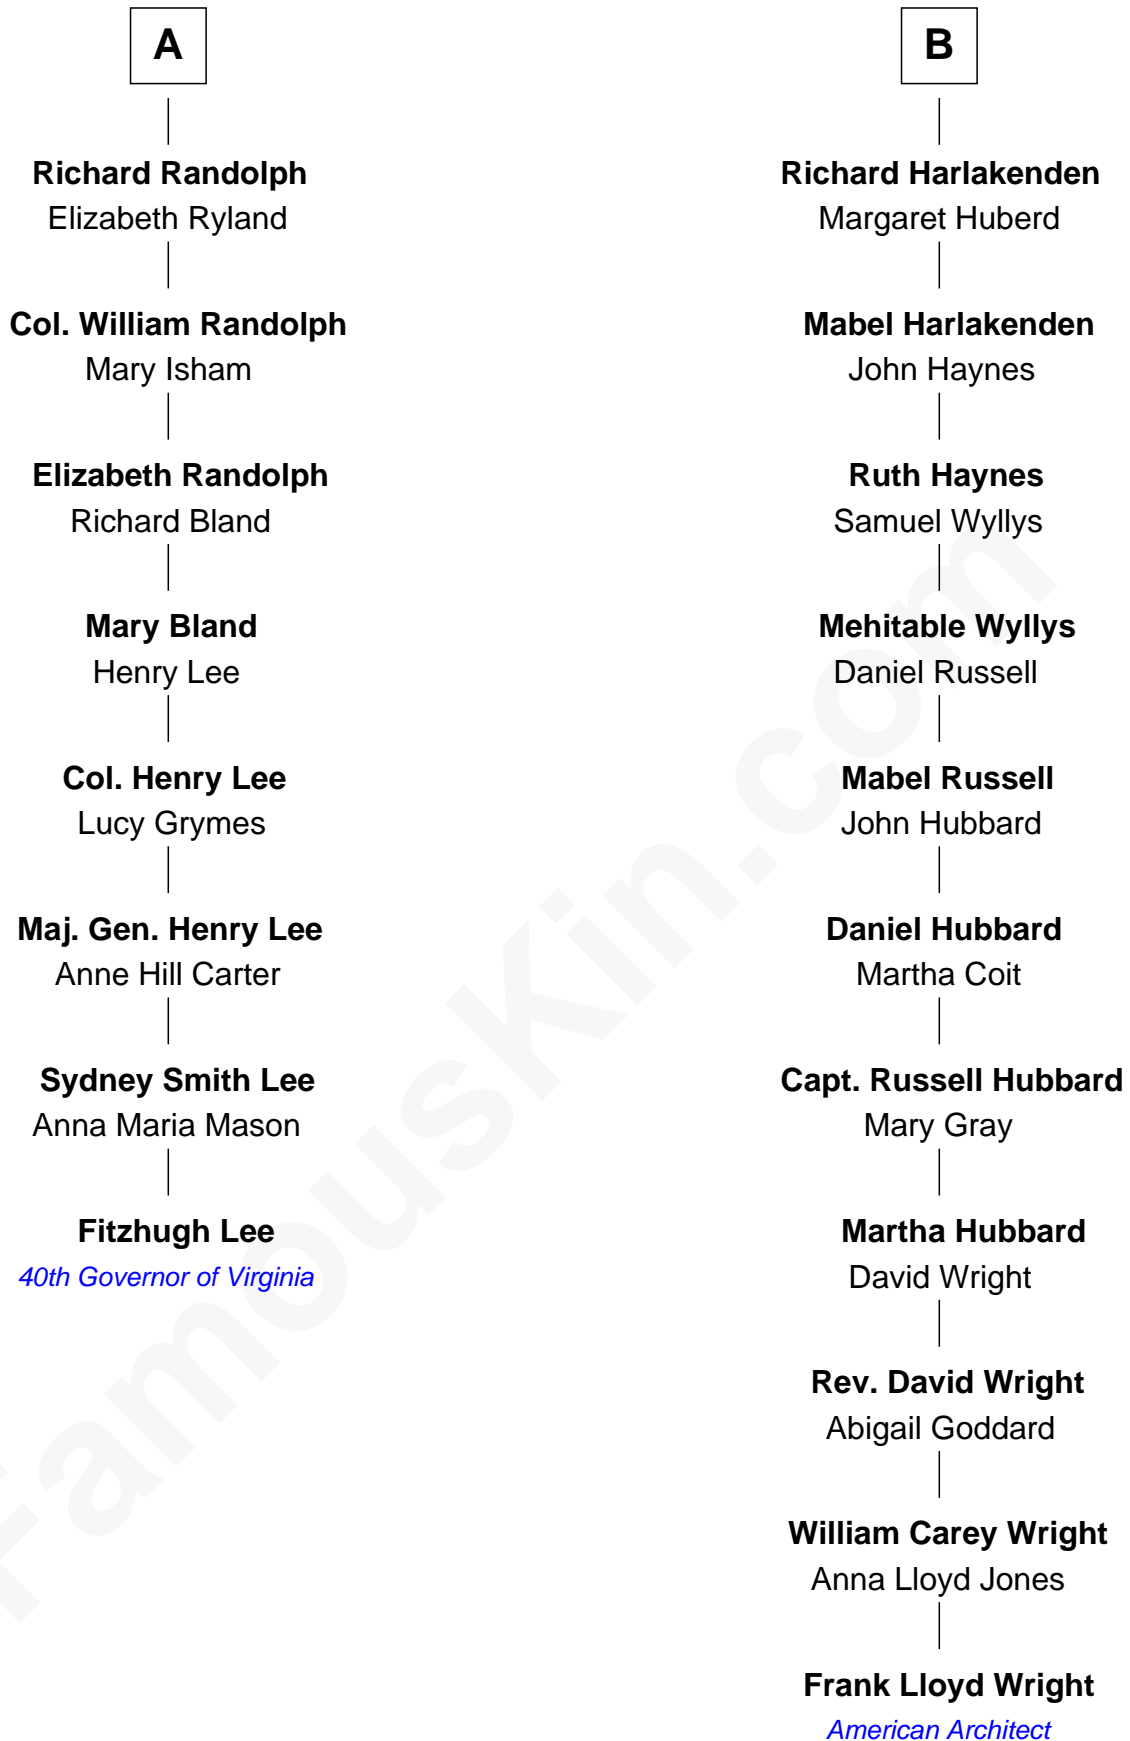 A
Richard Randolph
Elizabeth Ryland
Col. William Randolph
Mary Isham
Elizabeth Randolph
Richard Bland
Mary Bland
Henry Lee
Col. Henry Lee
Lucy Grymes
Maj. Gen. Henry Lee
Anne Hill Carter
Sydney Smith Lee
Anna Maria Mason
Fitzhugh Lee
40th Governor of Virginia
B
Richard Harlakenden
Margaret Huberd
Mabel Harlakenden
John Haynes
Ruth Haynes
Samuel Wyllys
Mehitable Wyllys
Daniel Russell
Mabel Russell
John Hubbard
Daniel Hubbard
Martha Coit
Capt. Russell Hubbard
Mary Gray
Martha Hubbard
David Wright
Rev. David Wright
Abigail Goddard
William Carey Wright
Anna Lloyd Jones
Frank Lloyd Wright
American Architect
FamousKin.com